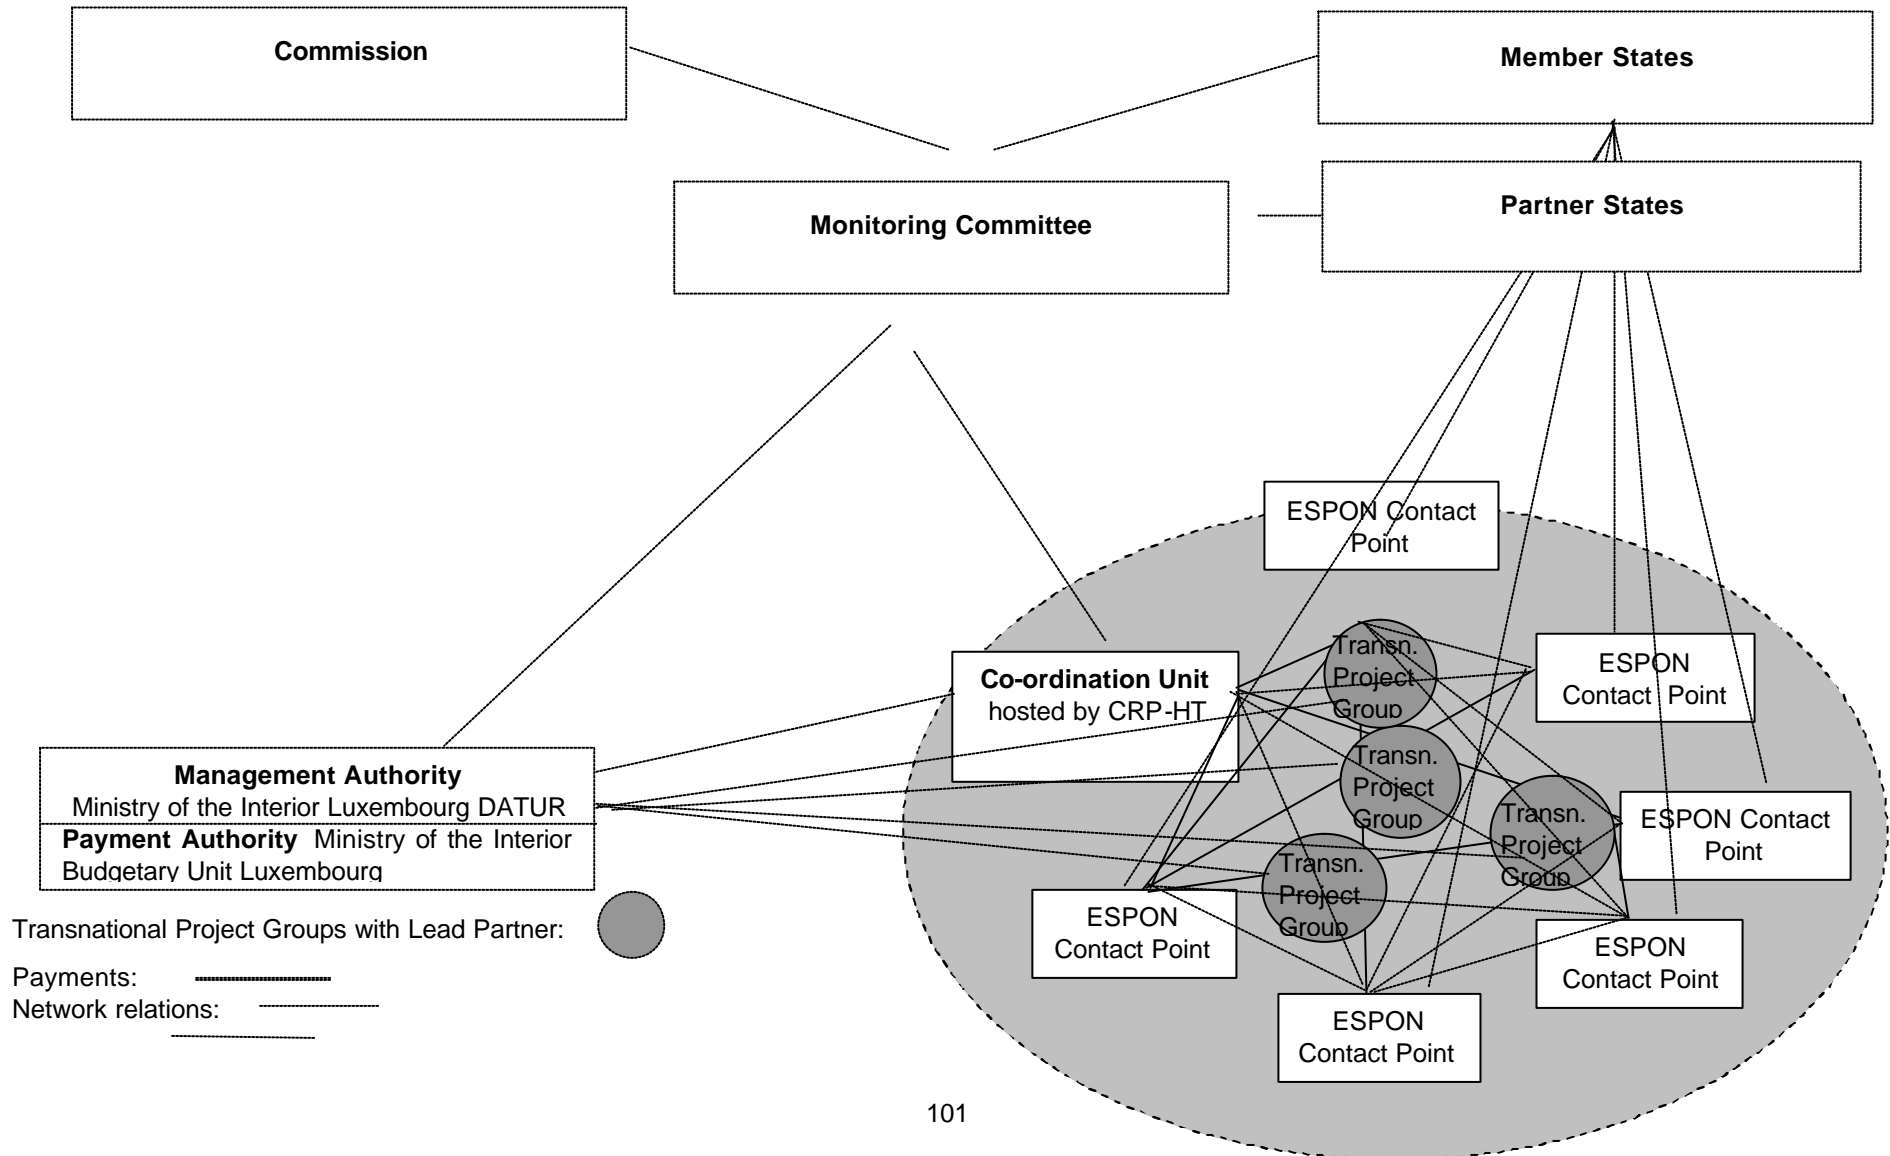 Commission
Member States
Partner States
Monitoring Committee
ESPON Contact
Point
Transn.
Project
Group
ESPON
Contact Point
Co-ordination Unit
hosted by CRP-HT
Transn.
Project
Group
Management Authority
Ministry of the Interior Luxembourg DATUR
Payment Authority Ministry of the Interior
Budgetary Unit Luxembourg
Transn.
Project
Group
ESPON Contact
Point
Transn.
Project
Group
ESPON
Contact Point
ESPON
Contact Point
ESPON
Contact Point
Transnational Project Groups with Lead Partner:
Payments:
Network relations:
101